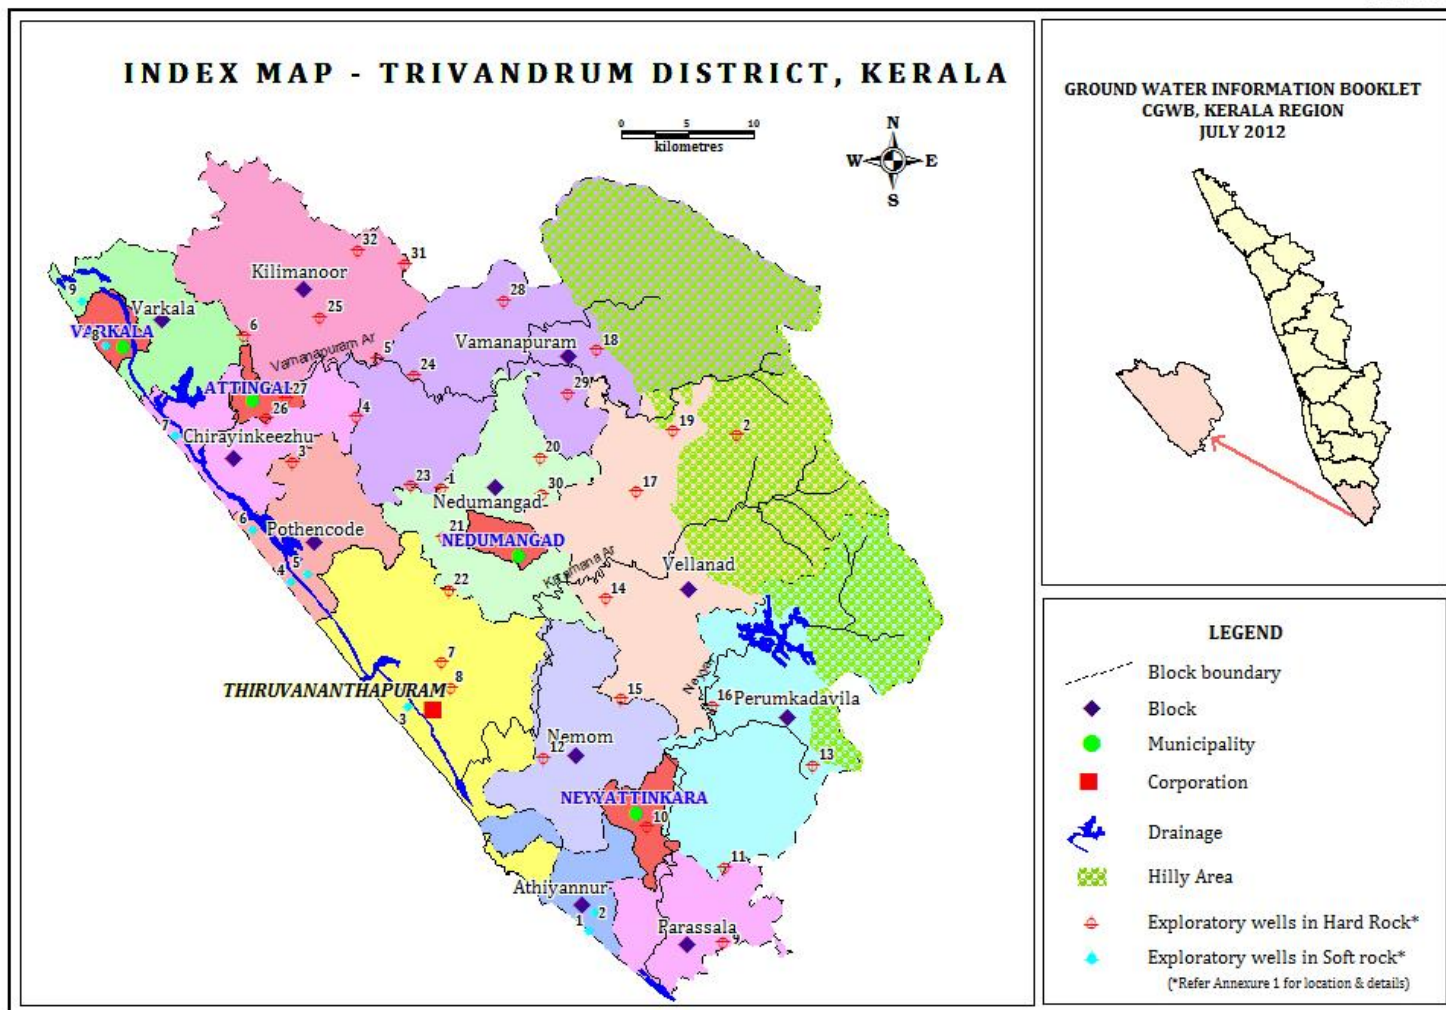 INDEX MAP - TRIVANDRUM DISTRICT, KERALA
0 5 10
kilometres
N
W E
S
32
31
Kilimanoor
28
9
25
Varkala
6
VARKALA
8
Vamanapuram Ar
5
Vamanapuram
18
24
ATTINGAL
27
29
26
4
19
2
7
Chirayinkeezhu
3
20
23
1
30
17
Nedumangad
6
Pothencode
21
NEDUMANGAD
5
4
Karamana Ar
Vellanad
22
14
7
8
THIRUVANANTHAPURAM
3
15
Neyyar
16
Perumkadavila
Nemom
12
13
NEYYATTINKARA
10
11
Athiyannur
2
1
Parassala
9
GROUND WATER INFORMATION BOOKLET
CGWB, KERALA REGION
JULY 2012
LEGEND
Block boundary
Block
Municipality
Corporation
Drainage
Hilly Area
Exploratory wells in Hard Rock*
Exploratory wells in Soft rock*
(*Refer Annexure 1 for location & details)